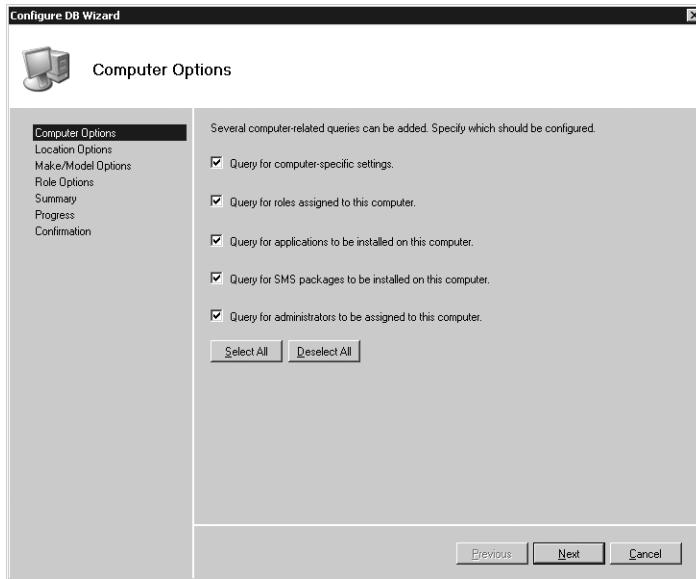 Configure DB Wizard
Computer Options
Computer Options
Location Options
Make/Model Options
Role Options
Summary
Progress
Confirmation
Several computer-related queries can be added. Specify which should be configured.
Query for computer-specific settings.
Query for roles assigned to this computer.
Query for applications to be installed on this computer.
Query for SMS packages to be installed on this computer.
Query for administrators to be assigned to this computer.
Select All Deselect All
Previous Next Cancel